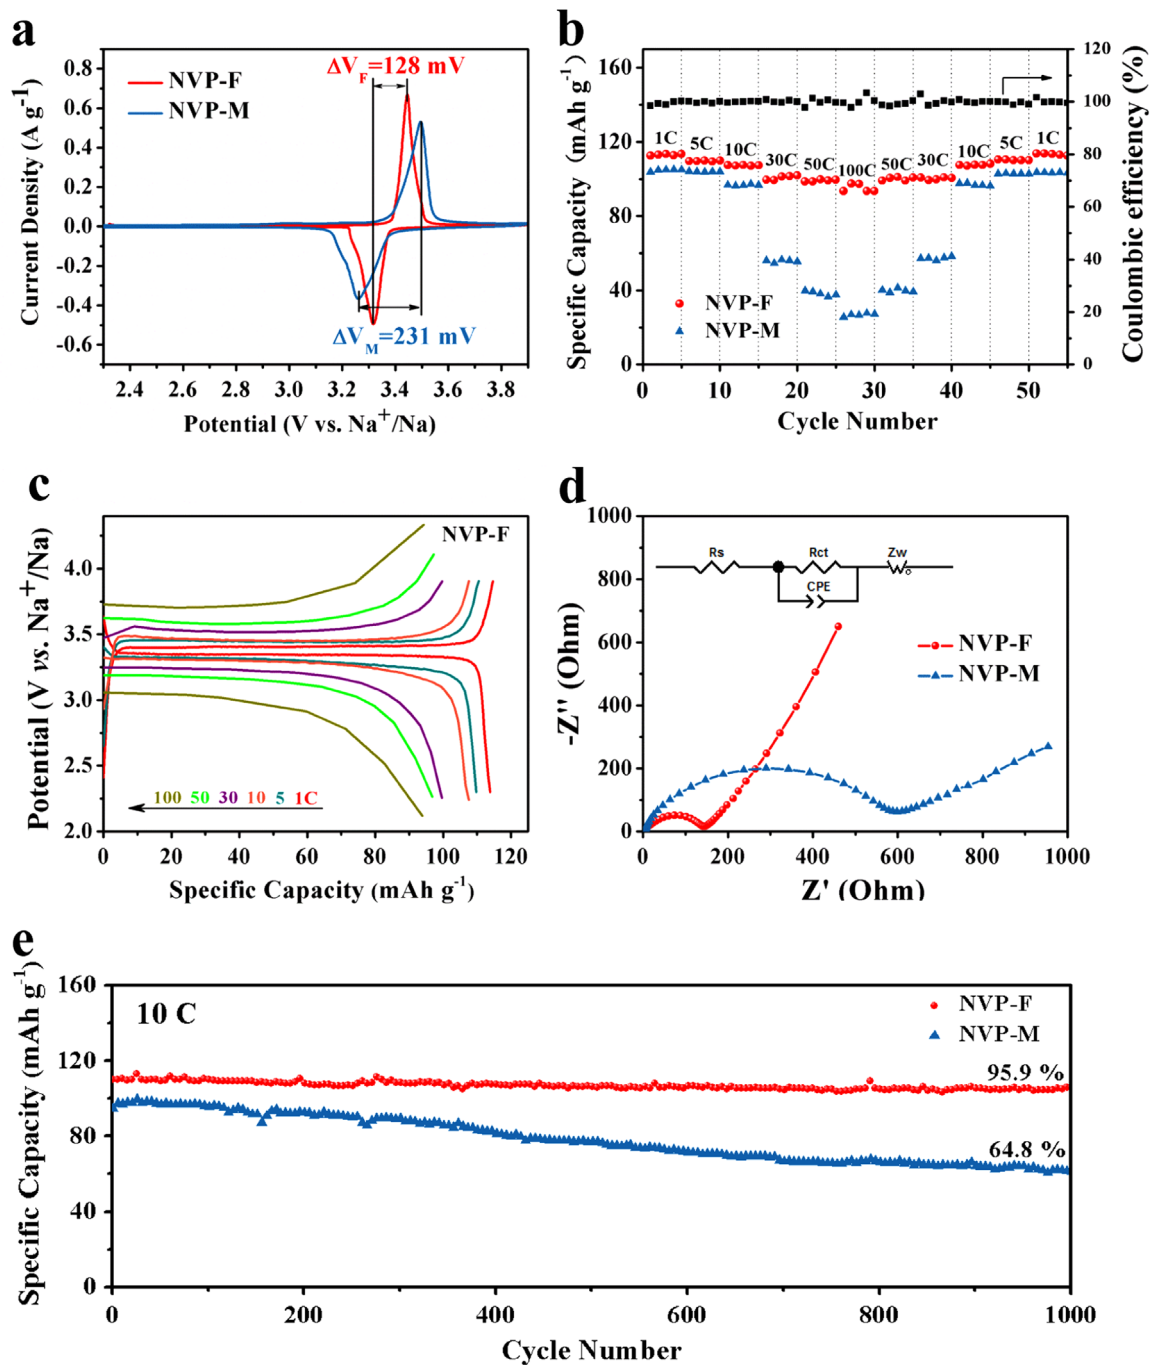 a
NVP-F
NVP-M
ΔV_F=128 mV
ΔV_M=231 mV
0.8
0.6
0.4
0.2
0.0
-0.2
-0.4
-0.6
Current Density (A g⁻¹)
2.4 2.6 2.8 3.0 3.2 3.4 3.6 3.8
Potential (V vs. Na⁺/Na)
b
160
120
80
40
0
Specific Capacity (mAh g⁻¹)
1C 5C 10C 30C 50C 100C 50C 30C 10C 5C 1C
NVP-F
NVP-M
120
100
80
60
40
20
0
Coulombic efficiency (%)
0 10 20 30 40 50
Cycle Number
c
NVP-F
4.0
3.5
3.0
2.5
2.0
Potential (V vs. Na⁺/Na)
100 50 30 10 5 1C
0 20 40 60 80 100 120
Specific Capacity (mAh g⁻¹)
d
1000
800
600
400
200
0
-Z'' (Ohm)
Rs Rct Zw
CPE
NVP-F
NVP-M
0 200 400 600 800 1000
Z' (Ohm)
e
10 C
NVP-F
NVP-M
95.9 %
64.8 %
160
120
80
40
0
Specific Capacity (mAh g⁻¹)
0 200 400 600 800 1000
Cycle Number